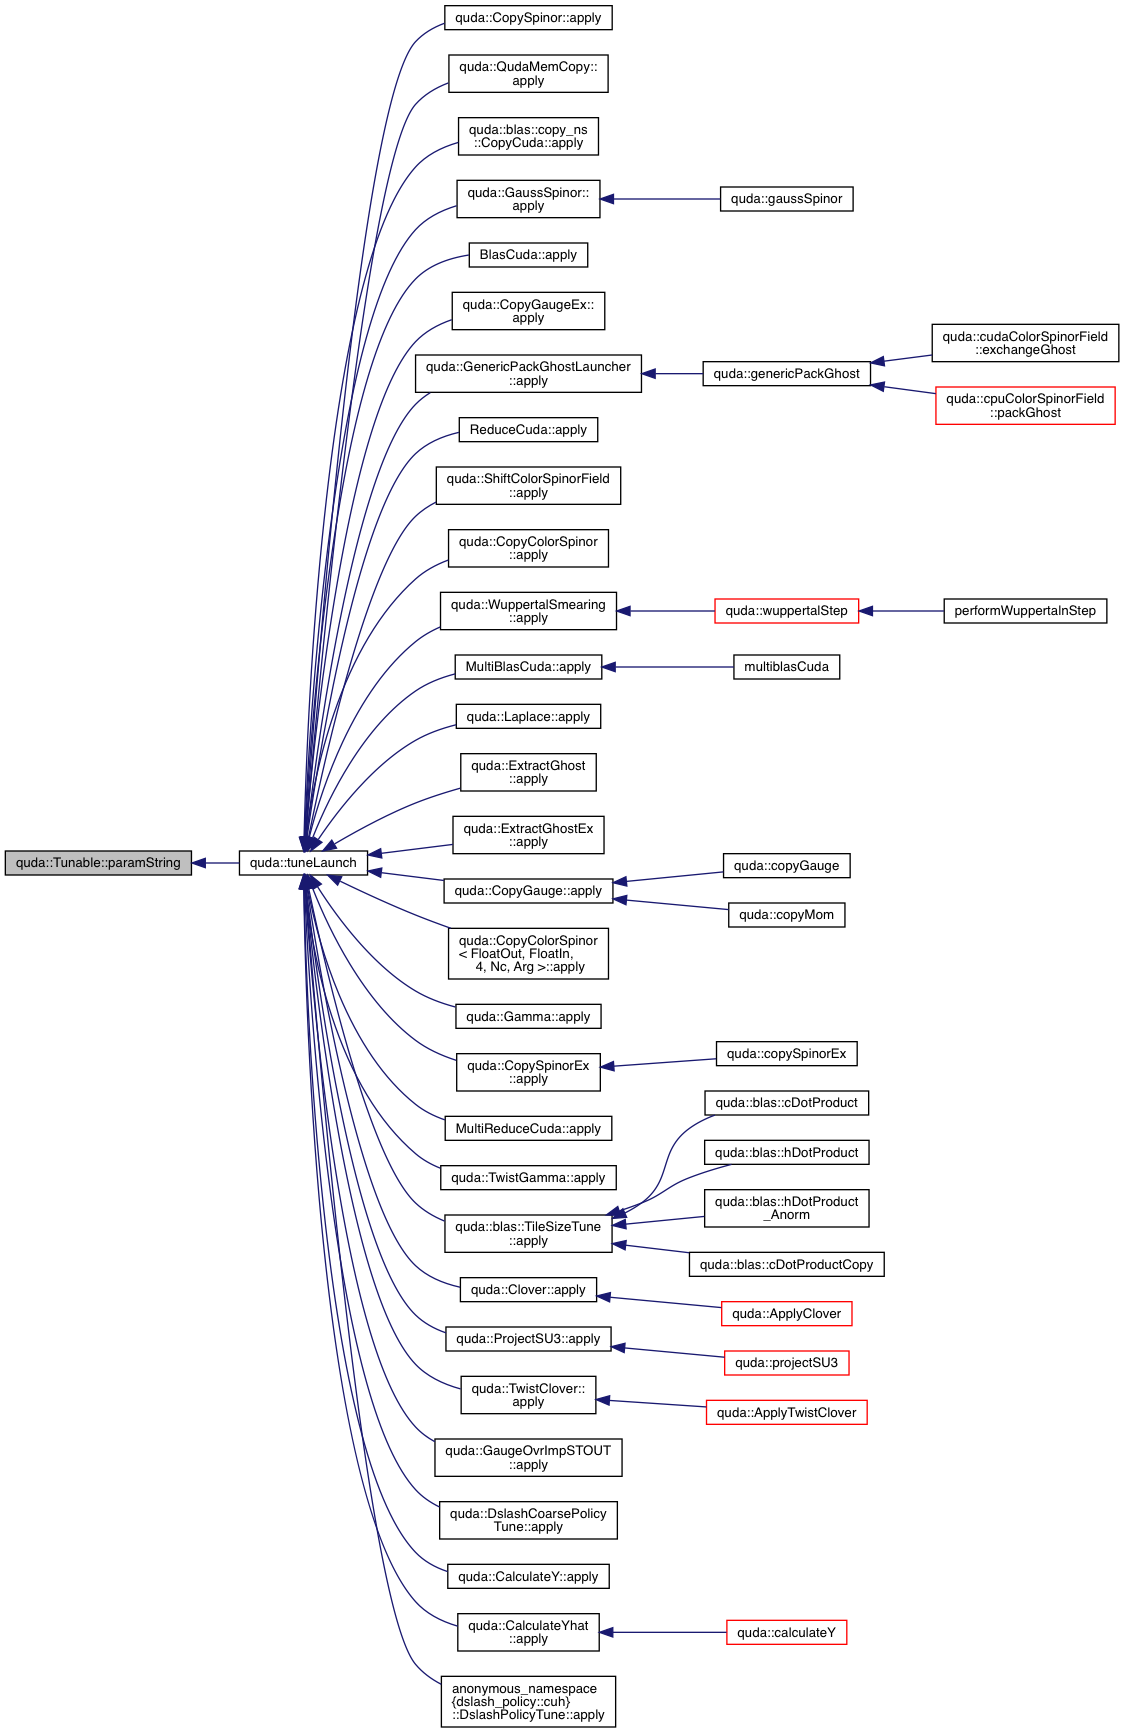 quda::CopySpinor::apply
quda::QudaMemCopy::
apply
quda::blas::copy_ns
::CopyCuda::apply
quda::GaussSpinor::
apply
quda::gaussSpinor
BlasCuda::apply
quda::CopyGaugeEx::
apply
quda::GenericPackGhostLauncher
::apply
quda::genericPackGhost
quda::cudaColorSpinorField
::exchangeGhost
quda::cpuColorSpinorField
::packGhost
ReduceCuda::apply
quda::ShiftColorSpinorField
::apply
quda::CopyColorSpinor
::apply
quda::WuppertalSmearing
::apply
quda::wuppertalStep
performWuppertalnStep
MultiBlasCuda::apply
multiblasCuda
quda::Laplace::apply
quda::ExtractGhost
::apply
quda::ExtractGhostEx
::apply
quda::Tunable::paramString
quda::tuneLaunch
quda::CopyGauge::apply
quda::copyGauge
quda::copyMom
quda::CopyColorSpinor
< FloatOut, FloatIn,
4, Nc, Arg >::apply
quda::Gamma::apply
quda::CopySpinorEx
::apply
quda::copySpinorEx
MultiReduceCuda::apply
quda::TwistGamma::apply
quda::blas::TileSizeTune
::apply
quda::blas::cDotProduct
quda::blas::hDotProduct
quda::blas::hDotProduct
_Anorm
quda::blas::cDotProductCopy
quda::Clover::apply
quda::ApplyClover
quda::ProjectSU3::apply
quda::projectSU3
quda::TwistClover::
apply
quda::ApplyTwistClover
quda::GaugeOvrImpSTOUT
::apply
quda::DslashCoarsePolicy
Tune::apply
quda::CalculateY::apply
quda::CalculateYhat
::apply
quda::calculateY
anonymous_namespace
{dslash_policy::cuh}
::DslashPolicyTune::apply